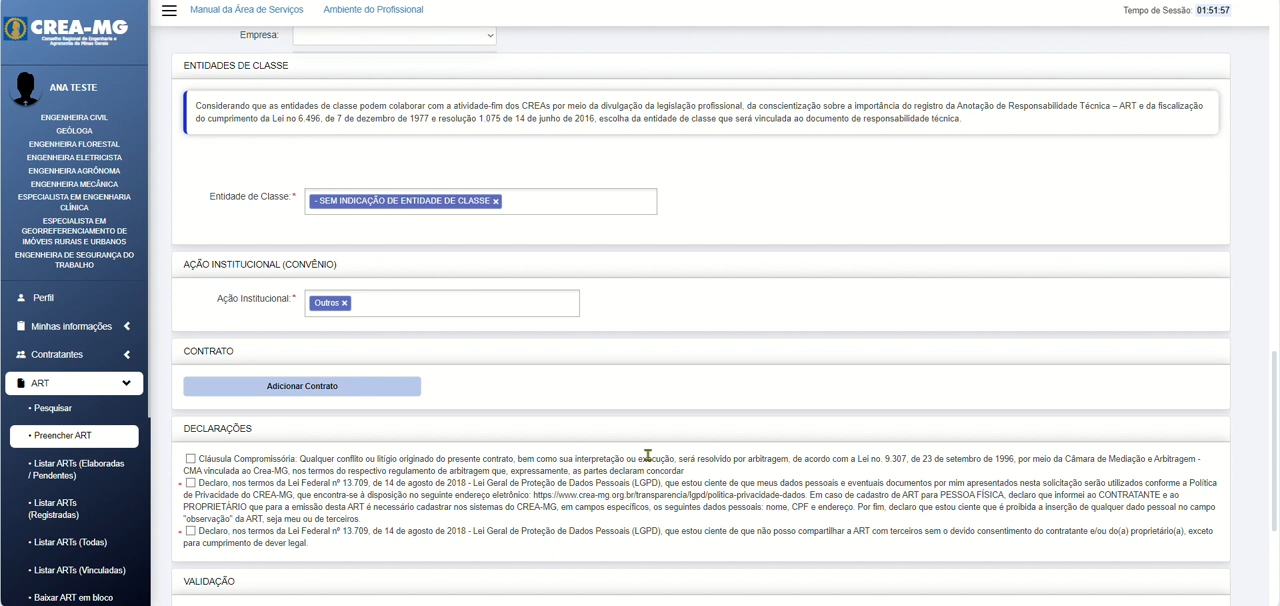 CREA-MG
Conselho Regional de Engenharia e
Agronomia de Minas Gerais
Manual da Área de Serviços
Ambiente do Profissional
Tempo de Sessão: 01:51:57
ANA TESTE
ENGENHEIRA CIVIL
GEÓLOGA
ENGENHEIRA FLORESTAL
ENGENHEIRA ELETRICISTA
ENGENHEIRA AGRÔNOMA
ENGENHEIRA MECÂNICA
ESPECIALISTA EM ENGENHARIA
CLÍNICA
ESPECIALISTA EM
GEORREFERENCIAMENTO DE
IMÓVEIS RURAIS E URBANOS
ENGENHEIRA DE SEGURANÇA DO
TRABALHO
Perfil
Minhas informações
Contratantes
ART
• Pesquisar
• Preencher ART
• Listar ARTs (Elaboradas
/ Pendentes)
• Listar ARTs
(Registradas)
• Listar ARTs (Todas)
• Listar ARTs (Vinculadas)
• Baixar ART em bloco
Empresa:
ENTIDADES DE CLASSE
Considerando que as entidades de classe podem colaborar com a atividade-fim dos CREAs por meio da divulgação da legislação profissional, da conscientização sobre a importância do registro da Anotação de Responsabilidade Técnica – ART e da fiscalização
do cumprimento da Lei no 6.496, de 7 de dezembro de 1977 e resolução 1.075 de 14 de junho de 2016, escolha da entidade de classe que será vinculada ao documento de responsabilidade técnica.
Entidade de Classe:* - SEM INDICAÇÃO DE ENTIDADE DE CLASSE ×
AÇÃO INSTITUCIONAL (CONVÊNIO)
Ação Institucional:* Outros ×
CONTRATO
Adicionar Contrato
DECLARAÇÕES
Cláusula Compromissória: Qualquer conflito ou litígio originado do presente contrato, bem como sua interpretação ou execução, será resolvido por arbitragem, de acordo com a Lei no. 9.307, de 23 de setembro de 1996, por meio da Câmara de Mediação e Arbitragem -
CMA vinculada ao Crea-MG, nos termos do respectivo regulamento de arbitragem que, expressamente, as partes declaram concordar
* Declaro, nos termos da Lei Federal nº 13.709, de 14 de agosto de 2018 - Lei Geral de Proteção de Dados Pessoais (LGPD), que estou ciente de que meus dados pessoais e eventuais documentos por mim apresentados nesta solicitação serão utilizados conforme a Política
de Privacidade do CREA-MG, que encontra-se à disposição no seguinte endereço eletrônico: https://www.crea-mg.org.br/transparencia/lgpd/politica-privacidade-dados. Em caso de cadastro de ART para PESSOA FÍSICA, declaro que informei ao CONTRATANTE e ao
PROPRIETÁRIO que para a emissão desta ART é necessário cadastrar nos sistemas do CREA-MG, em campos específicos, os seguintes dados pessoais: nome, CPF e endereço. Por fim, declaro que estou ciente que é proibida a inserção de qualquer dado pessoal no campo
"observação" da ART, seja meu ou de terceiros.
* Declaro, nos termos da Lei Federal nº 13.709, de 14 de agosto de 2018 - Lei Geral de Proteção de Dados Pessoais (LGPD), que estou ciente de que não posso compartilhar a ART com terceiros sem o devido consentimento do contratante e/ou do(a) proprietário(a), exceto
para cumprimento de dever legal.
VALIDAÇÃO